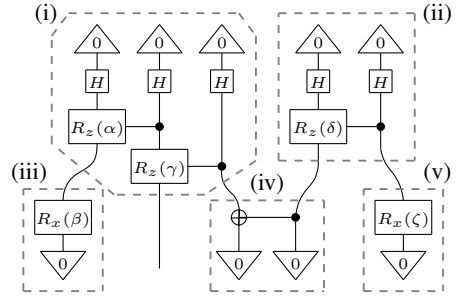 (i) (ii)
0 0 0 0 0
H H H H H
R_z(α) R_z(δ)
R_z(γ)
(iii) (iv) (v)
R_x(β) R_x(ζ)
0 0 0 0